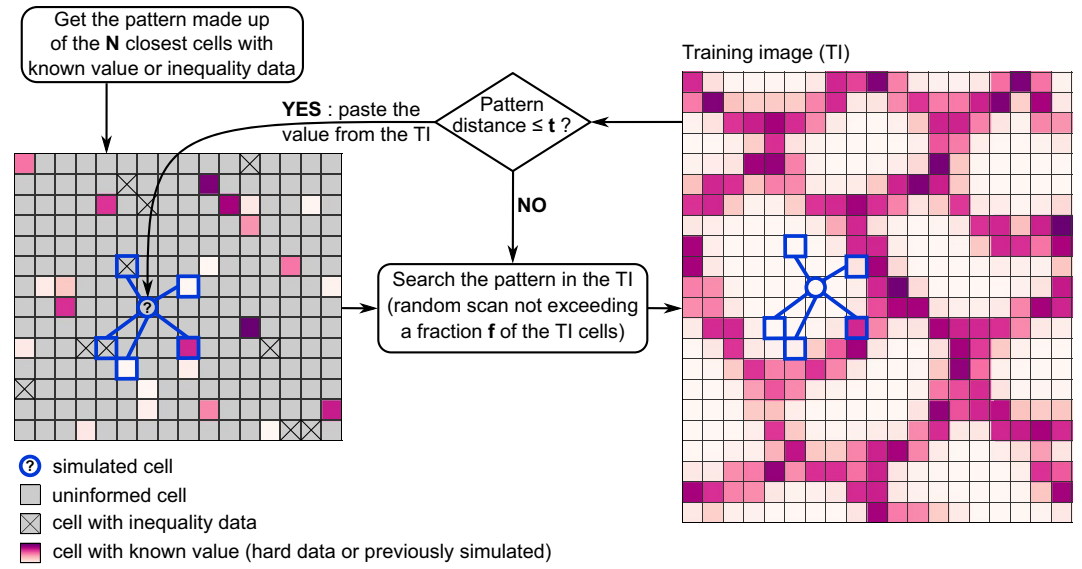 Get the pattern made up
of the N closest cells with
known value or inequality data
YES : paste the
value from the TI
Pattern
distance ≤ t ?
Training image (TI)
NO
Search the pattern in the TI
(random scan not exceeding
a fraction f of the TI cells)
?
? simulated cell
uninformed cell
cell with inequality data
cell with known value (hard data or previously simulated)